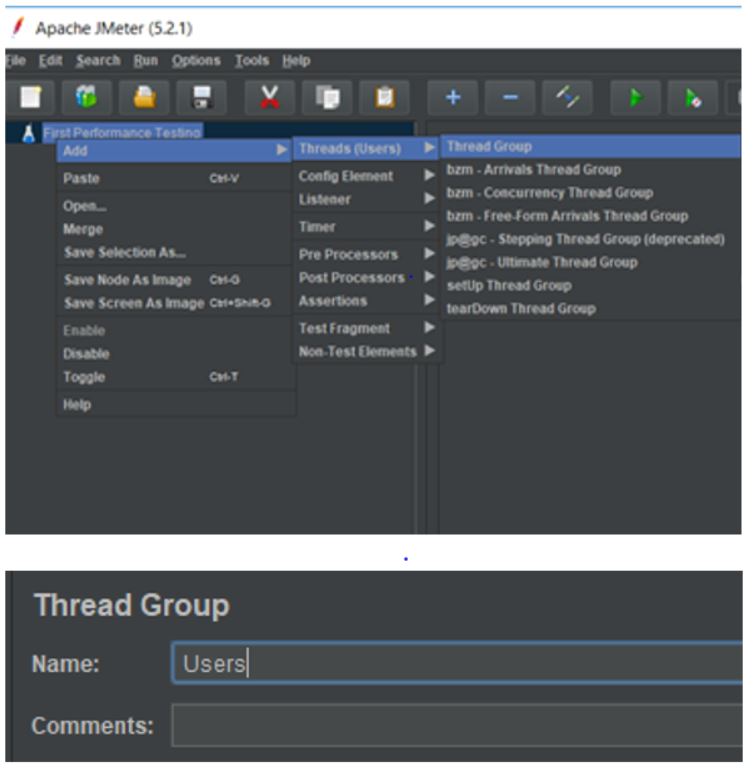 Apache JMeter (5.2.1)
File Edit Search Run Options Tools Help
First Performance Testing
Add
Paste Ctrl-V
Open...
Merge
Save Selection As...
Save Node As Image Ctrl-G
Save Screen As Image Ctrl+Shift-G
Enable
Disable
Toggle Ctrl-T
Help
Threads (Users)
Config Element
Listener
Timer
Pre Processors
Post Processors
Assertions
Test Fragment
Non-Test Elements
Thread Group
bzm - Arrivals Thread Group
bzm - Concurrency Thread Group
bzm - Free-Form Arrivals Thread Group
jp@gc - Stepping Thread Group (deprecated)
jp@gc - Ultimate Thread Group
setUp Thread Group
tearDown Thread Group
Thread Group
Name: Users
Comments: